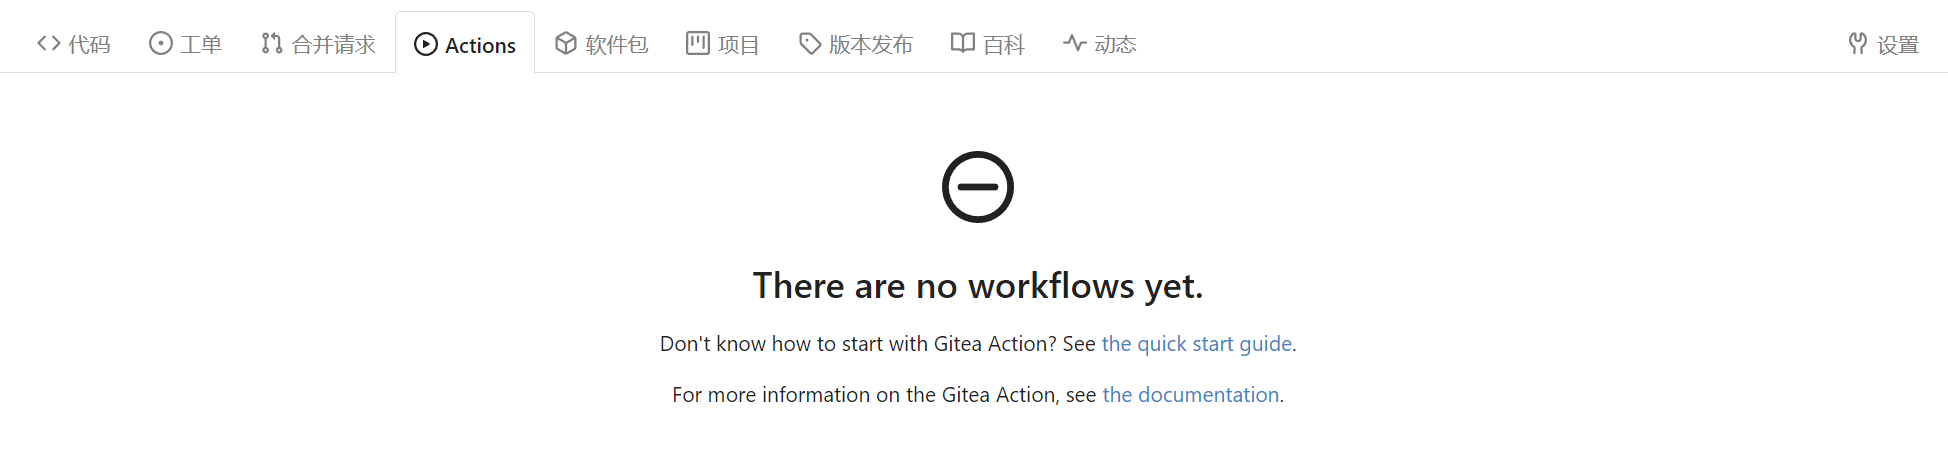 代码 工单 合并请求 Actions 软件包 项目 版本发布 百科 动态 设置
There are no workflows yet.
Don't know how to start with Gitea Action? See the quick start guide.
For more information on the Gitea Action, see the documentation.